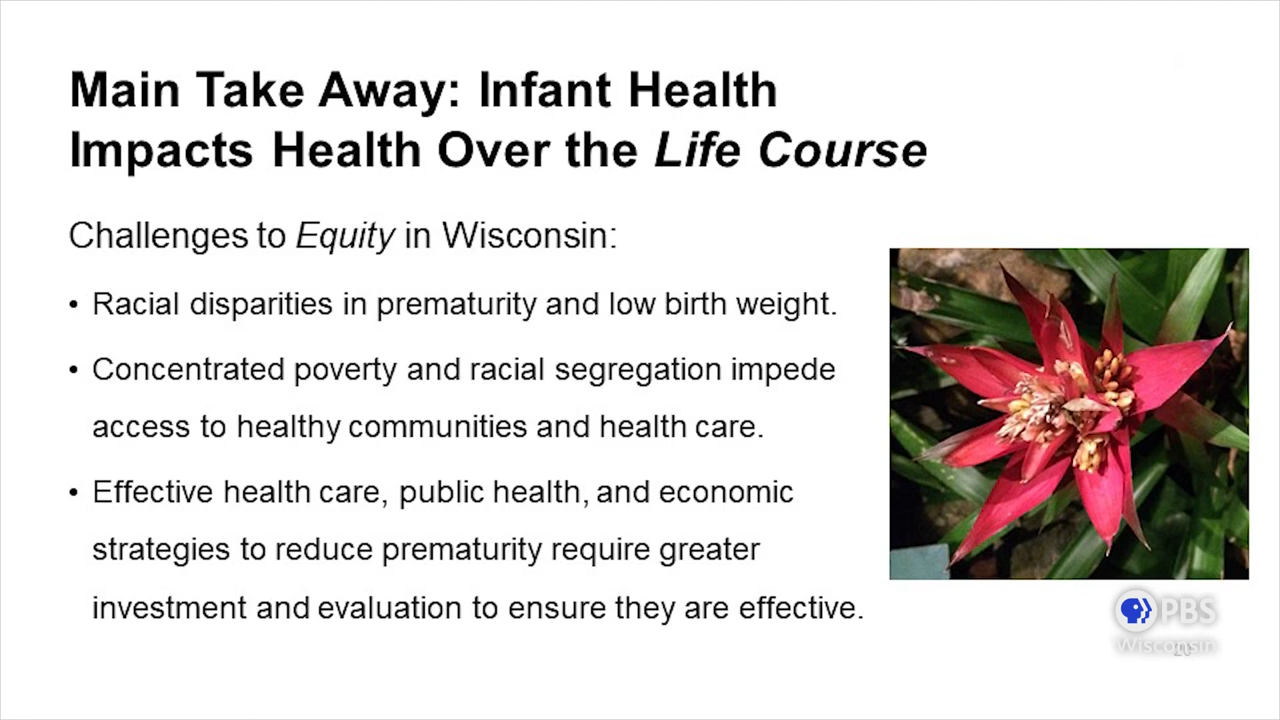 Main Take Away: Infant Health
Impacts Health Over the Life Course
Challenges to Equity in Wisconsin:
• Racial disparities in prematurity and low birth weight.
• Concentrated poverty and racial segregation impede
access to healthy communities and health care.
• Effective health care, public health, and economic
strategies to reduce prematurity require greater
investment and evaluation to ensure they are effective.
PBS
Wisconsin